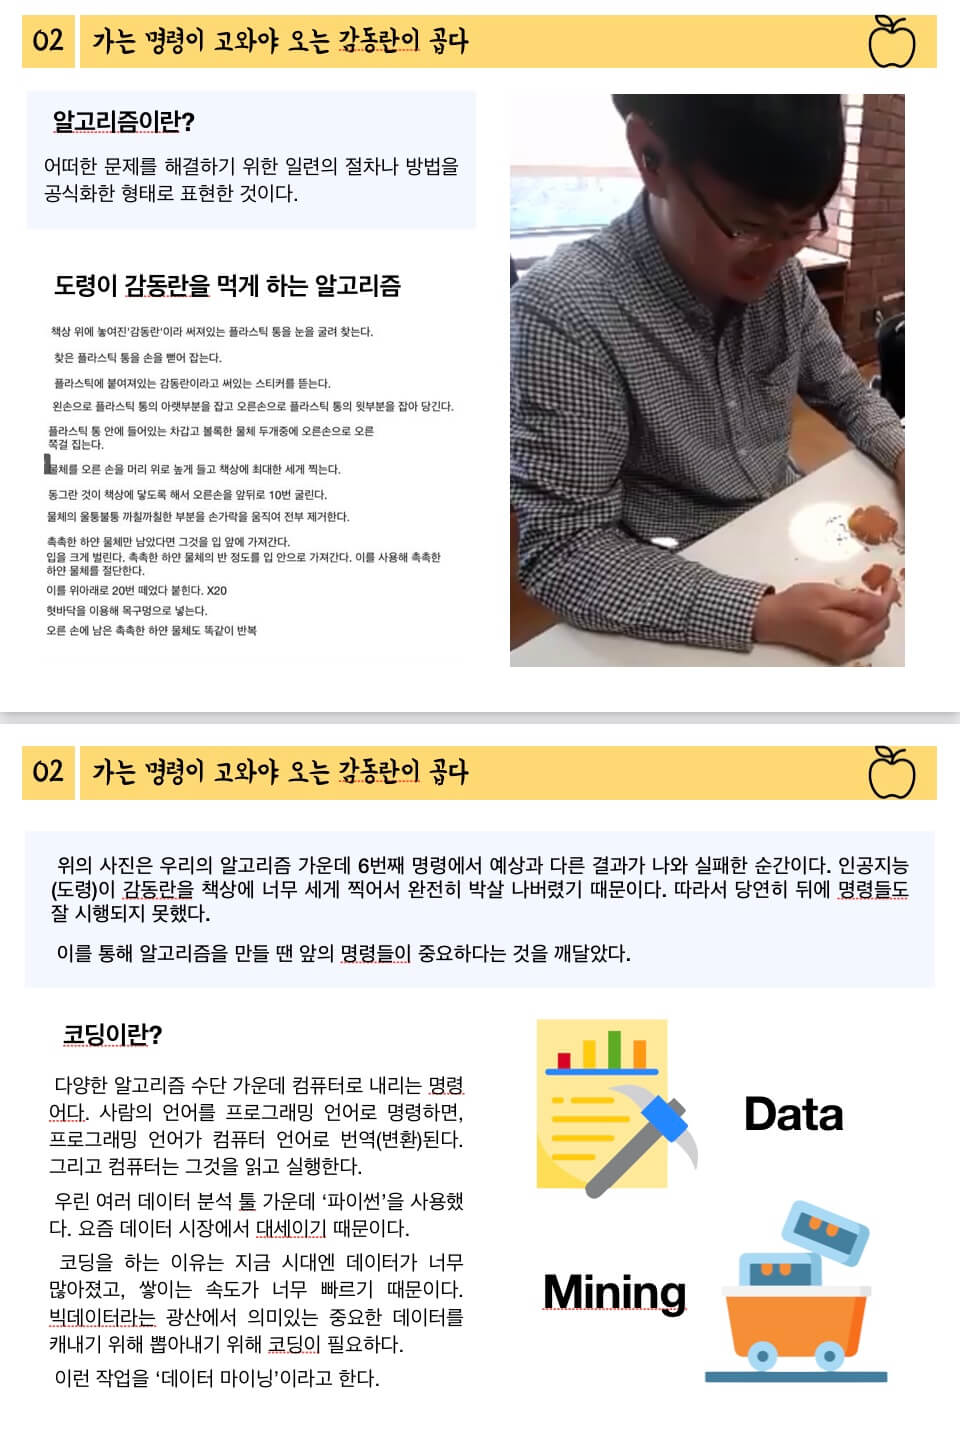 02 가는 명령이 고와야 오는 감동란이 곱다
알고리즘이란?
어떠한 문제를 해결하기 위한 일련의 절차나 방법을
공식화한 형태로 표현한 것이다.
도령이 감동란을 먹게 하는 알고리즘
책상 위에 놓여진'감동란'이라 써져있는 플라스틱 통을 눈을 굴려 찾는다.
찾은 플라스틱 통을 손을 뻗어 잡는다.
플라스틱에 붙여져있는 감동란이라고 써있는 스티커를 뜯는다.
왼손으로 플라스틱 통의 아랫부분을 잡고 오른손으로 플라스틱 통의 윗부분을 잡아 당긴다.
플라스틱 통 안에 들어있는 차갑고 볼록한 물체 두개중에 오른손으로 오른
쪽걸 집는다.
물체를 오른 손을 머리 위로 높게 들고 책상에 최대한 세게 찍는다.
동그란 것이 책상에 닿도록 해서 오른손을 앞뒤로 10번 굴린다.
물체의 울퉁불퉁 까칠까칠한 부분을 손가락을 움직여 전부 제거한다.
촉촉한 하얀 물체만 남았다면 그것을 입 앞에 가져간다.
입을 크게 벌린다. 촉촉한 하얀 물체의 반 정도를 입 안으로 가져간다. 이를 사용해 촉촉한
하얀 물체를 절단한다.
이를 위아래로 20번 떼었다 붙힌다. X20
혓바닥을 이용해 목구멍으로 넣는다.
오른 손에 남은 촉촉한 하얀 물체도 똑같이 반복
02 가는 명령이 고와야 오는 감동란이 곱다
위의 사진은 우리의 알고리즘 가운데 6번째 명령에서 예상과 다른 결과가 나와 실패한 순간이다. 인공지능
(도령)이 감동란을 책상에 너무 세게 찍어서 완전히 박살 나버렸기 때문이다. 따라서 당연히 뒤에 명령들도
잘 시행되지 못했다.
이를 통해 알고리즘을 만들 땐 앞의 명령들이 중요하다는 것을 깨달았다.
코딩이란?
다양한 알고리즘 수단 가운데 컴퓨터로 내리는 명령
어다. 사람의 언어를 프로그래밍 언어로 명령하면,
프로그래밍 언어가 컴퓨터 언어로 번역(변환)된다.
그리고 컴퓨터는 그것을 읽고 실행한다.
우린 여러 데이터 분석 툴 가운데 ‘파이썬’을 사용했
다. 요즘 데이터 시장에서 대세이기 때문이다.
코딩을 하는 이유는 지금 시대엔 데이터가 너무
많아졌고, 쌓이는 속도가 너무 빠르기 때문이다.
빅데이터라는 광산에서 의미있는 중요한 데이터를
캐내기 위해 뽑아내기 위해 코딩이 필요하다.
이런 작업을 ‘데이터 마이닝’이라고 한다.
Data
Mining